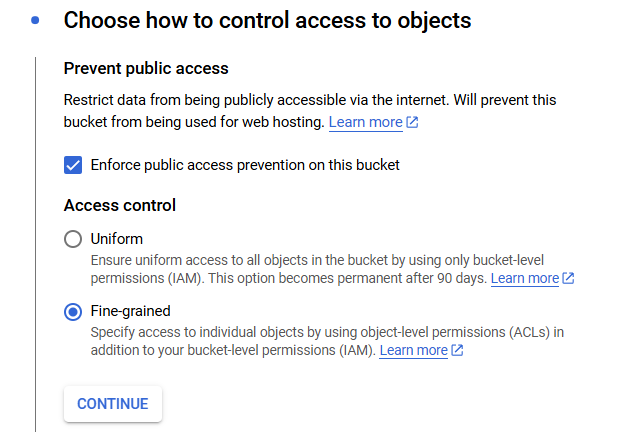 Choose how to control access to objects
Prevent public access
Restrict data from being publicly accessible via the internet. Will prevent this
bucket from being used for web hosting. Learn more
Enforce public access prevention on this bucket
Access control
Uniform
Ensure uniform access to all objects in the bucket by using only bucket-level
permissions (IAM). This option becomes permanent after 90 days. Learn more
Fine-grained
Specify access to individual objects by using object-level permissions (ACLs) in
addition to your bucket-level permissions (IAM). Learn more
CONTINUE